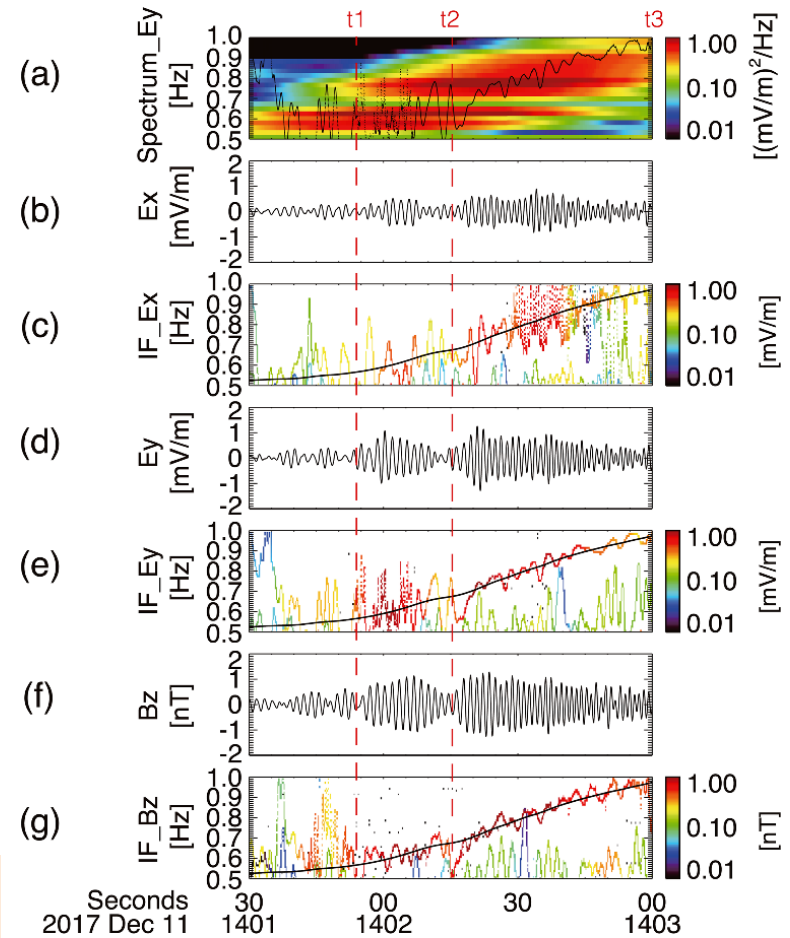 t1 t2 t3
(a)
Spectrum_Ey
[Hz]
1.0
0.9
0.8
0.7
0.6
0.5
1.00
0.10
0.01
[(mV/m)²/Hz]
(b)
Ex
[mV/m]
2
1
0
-1
-2
(c)
IF_Ex
[Hz]
1.0
0.9
0.8
0.7
0.6
0.5
1.00
0.10
0.01
[mV/m]
(d)
Ey
[mV/m]
2
1
0
-1
-2
(e)
IF_Ey
[Hz]
1.0
0.9
0.8
0.7
0.6
0.5
1.00
0.10
0.01
[mV/m]
(f)
Bz
[nT]
2
1
0
-1
-2
(g)
IF_Bz
[Hz]
1.0
0.9
0.8
0.7
0.6
0.5
1.00
0.10
0.01
[nT]
Seconds 30 00 30 00
2017 Dec 11 1401 1402 1403